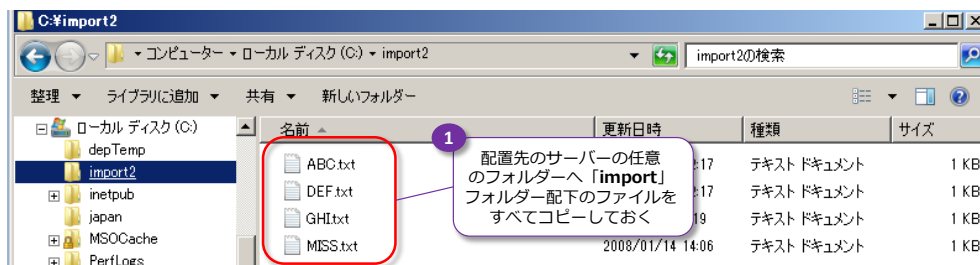 C:¥import2
コンピューター ▾ ローカル ディスク (C:) ▾ import2
import2の検索
整理 ▼ ライブラリに追加 ▼ 共有 ▼ 新しいフォルダー
ローカル ディスク (C:)
depTemp
import2
inetpub
japan
MSOCache
PerfLogs
名前 更新日時 種類 サイズ
ABC.txt :17 テキスト ドキュメント 1 KB
DEF.txt :17 テキスト ドキュメント 1 KB
GHI.txt 19 テキスト ドキュメント 1 KB
MISS.txt 2008/01/14 14:06 テキスト ドキュメント 1 KB
1
配置先のサーバーの任意
のフォルダーへ「import」
フォルダー配下のファイルを
すべてコピーしておく